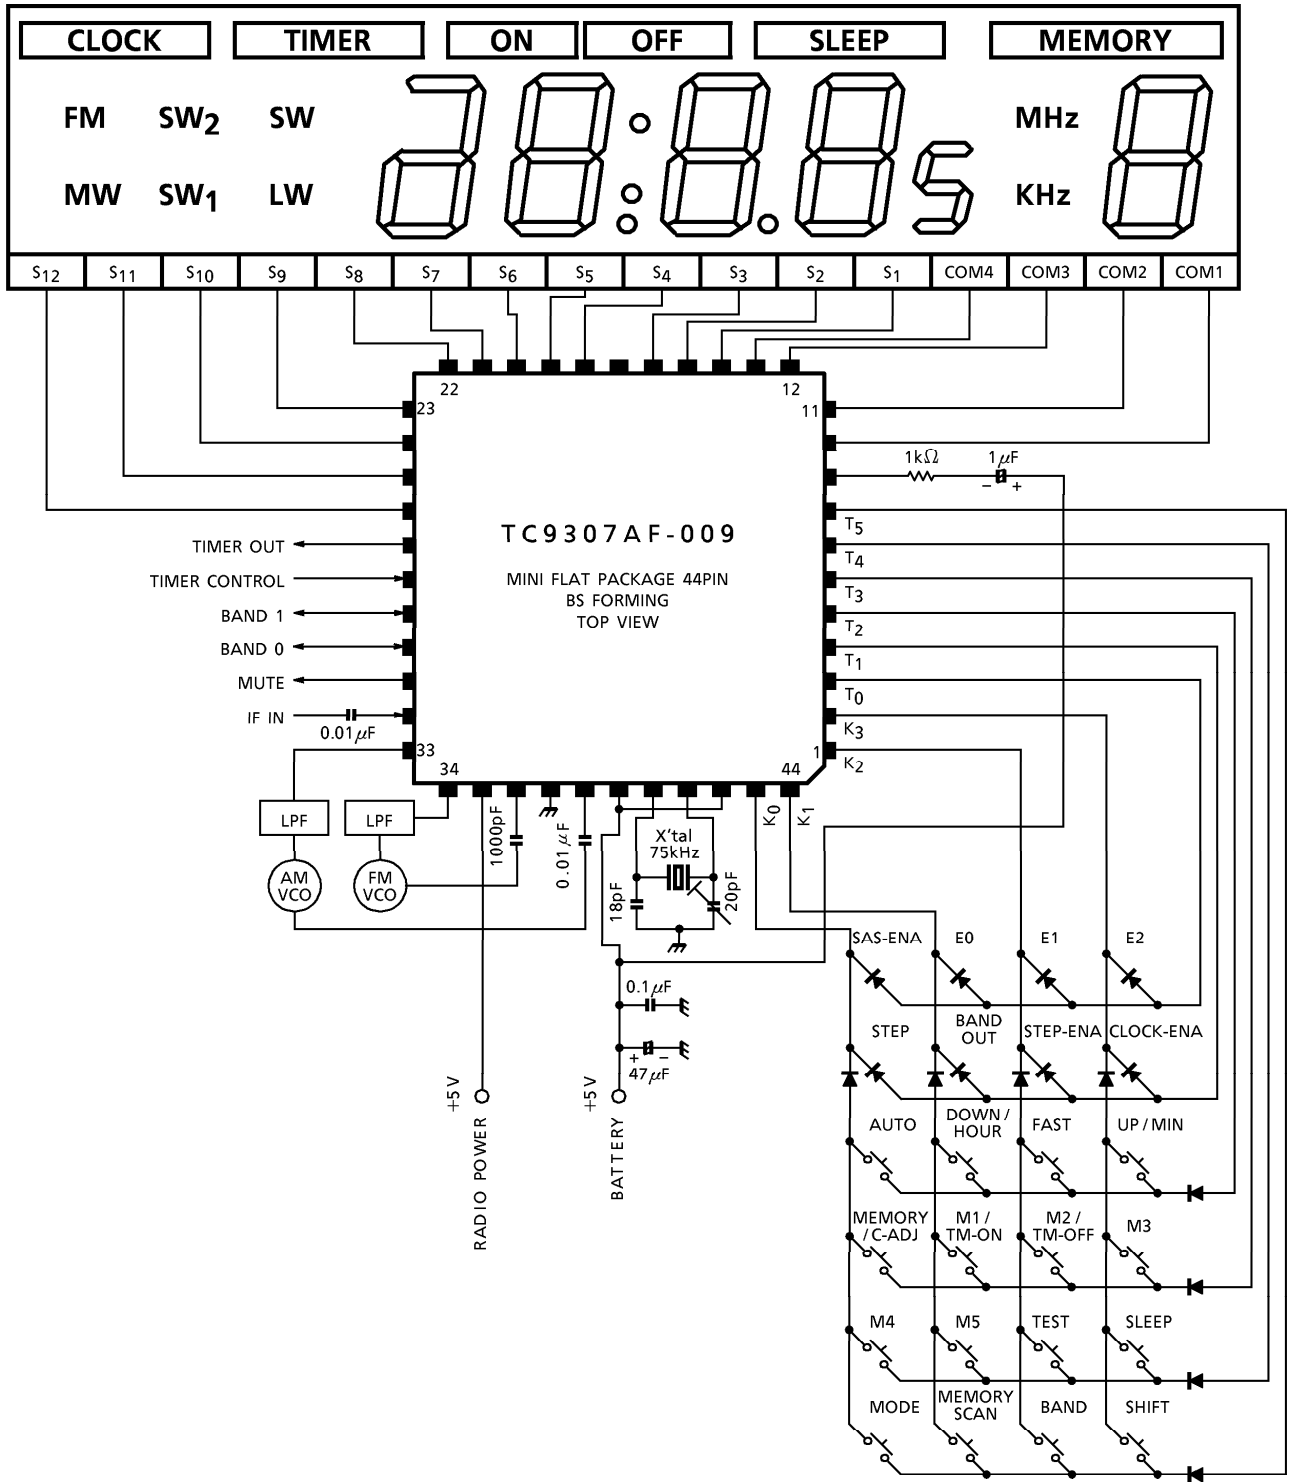 CLOCK TIMER ON OFF SLEEP MEMORY
FM SW2 SW MHz
MW SW1 LW KHz
S12 S11 S10 S9 S8 S7 S6 S5 S4 S3 S2 S1 COM4 COM3 COM2 COM1
22 12
23 11
1kΩ 1μF
− +
TC9307AF-009
MINI FLAT PACKAGE 44PIN
BS FORMING
TOP VIEW
TIMER OUT
TIMER CONTROL
BAND 1
BAND 0
MUTE
IF IN
0.01μF
T5
T4
T3
T2
T1
T0
K3
K2
33 1
34 44
K0 K1
LPF LPF
1000pF
0.01μF
X'tal
75kHz
18pF
20pF
AM
VCO
FM
VCO
SAS-ENA E0 E1 E2
0.1μF
STEP BAND
OUT STEP-ENA CLOCK-ENA
+ −
47μF
+5V
RADIO POWER
+5V
BATTERY
AUTO DOWN/
HOUR FAST UP/MIN
MEMORY
/C-ADJ M1/
TM-ON M2/
TM-OFF M3
M4 M5 TEST SLEEP
MODE MEMORY
SCAN BAND SHIFT